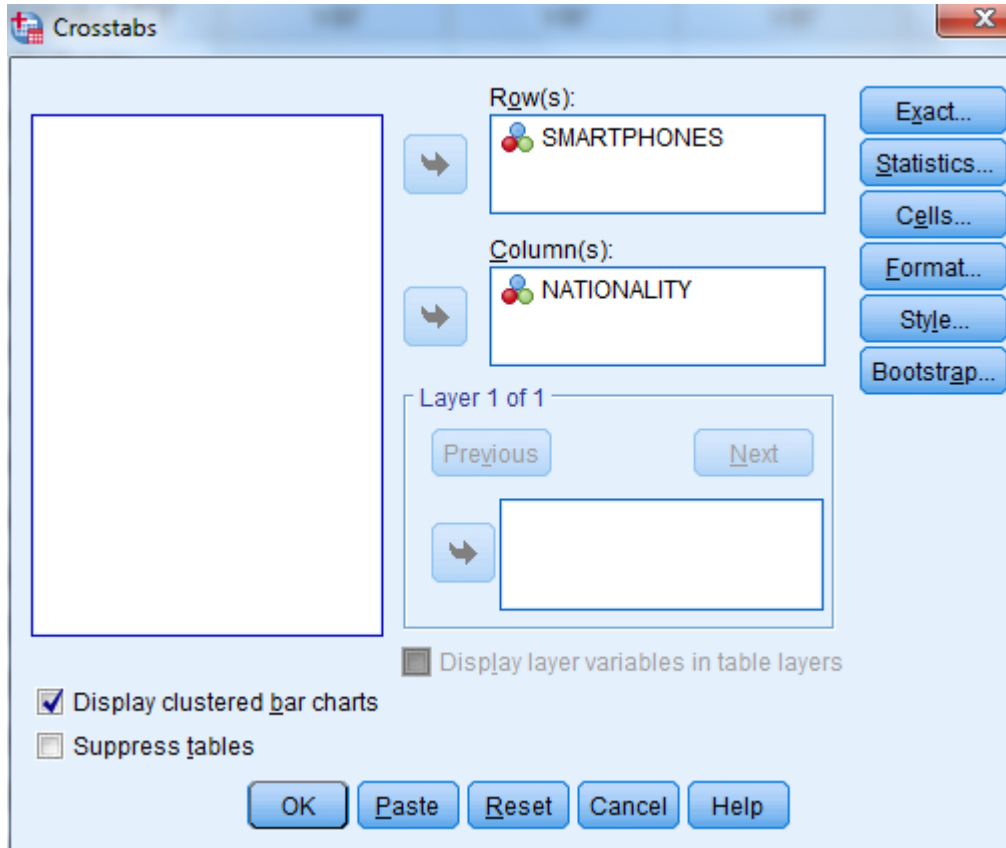 Crosstabs
Row(s):
SMARTPHONES
Column(s):
NATIONALITY
Layer 1 of 1
Previous
Next
Display layer variables in table layers
Display clustered bar charts
Suppress tables
Exact...
Statistics...
Cells...
Format...
Style...
Bootstrap...
OK
Paste
Reset
Cancel
Help